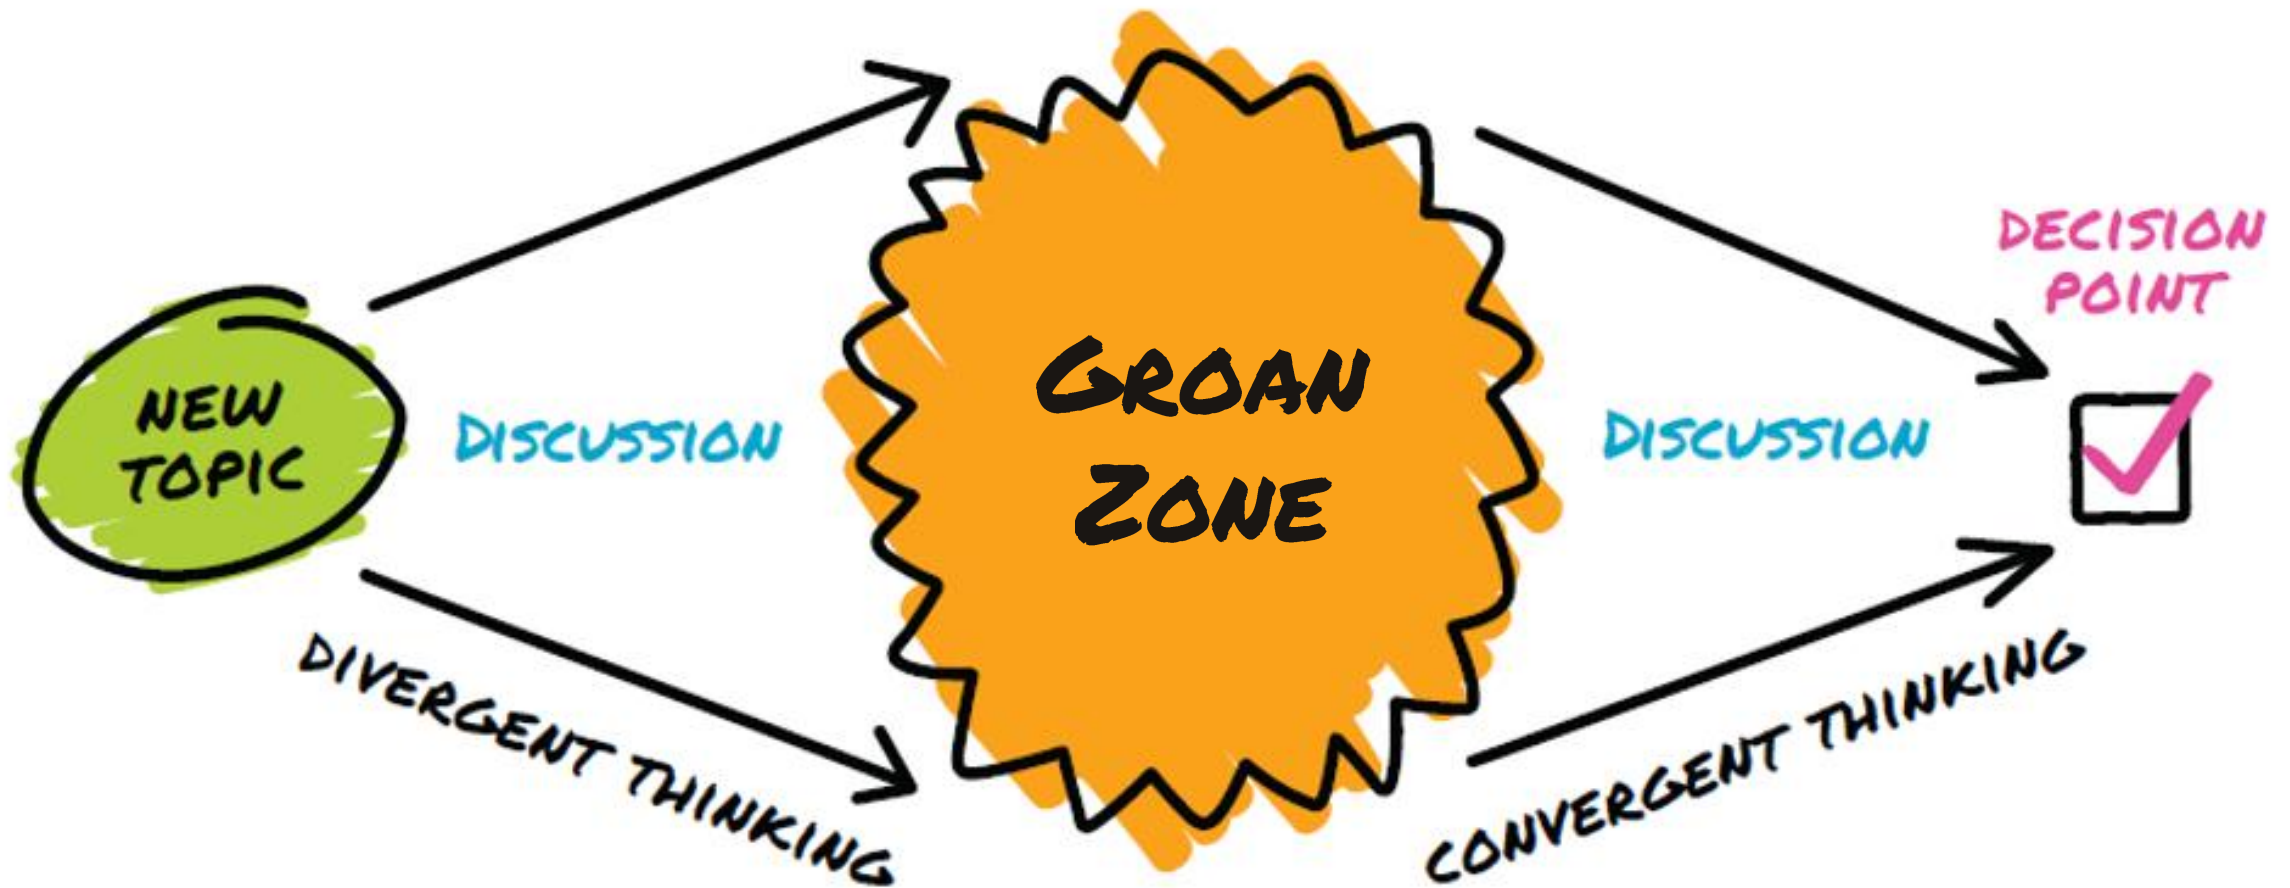 NEW
TOPIC
DISCUSSION
DIVERGENT THINKING
GROAN
ZONE
DISCUSSION
CONVERGENT THINKING
DECISION
POINT